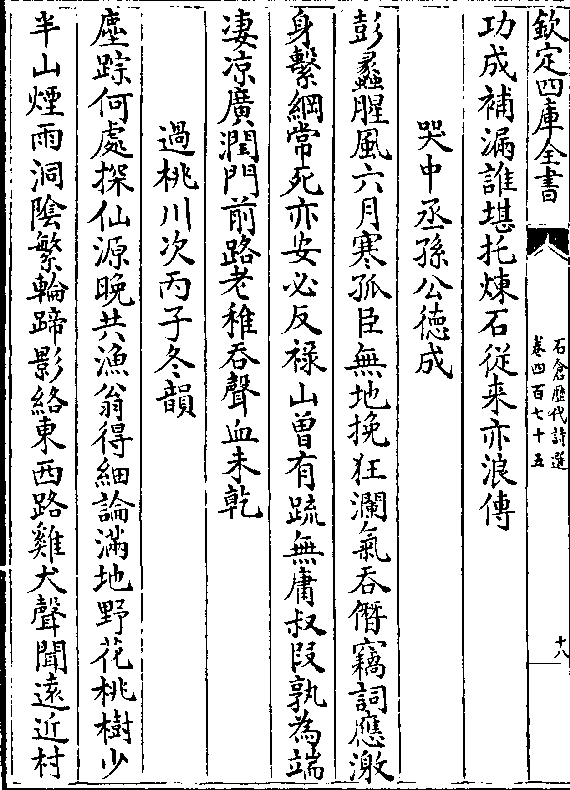 欽定四庫全書
石倉歴代詩選
卷四百七十五
十八
功成補漏誰堪托煉石從来亦浪傳
哭中丞孫公德成
彭蠡腥風六月寒孤臣無地挽狂瀾氣吞僭竊詞應激
身繫綱常死亦安必反禄山曾有疏無庸叔段孰為端
凄凉廣潤門前路老稚吞聲血未乾
過桃川次丙子冬韻
塵踪何處探仙源晚共漁翁得細論滿地野花桃樹少
半山煙雨洞陰繁輪蹄影絡東西路雞犬聲聞遠近村